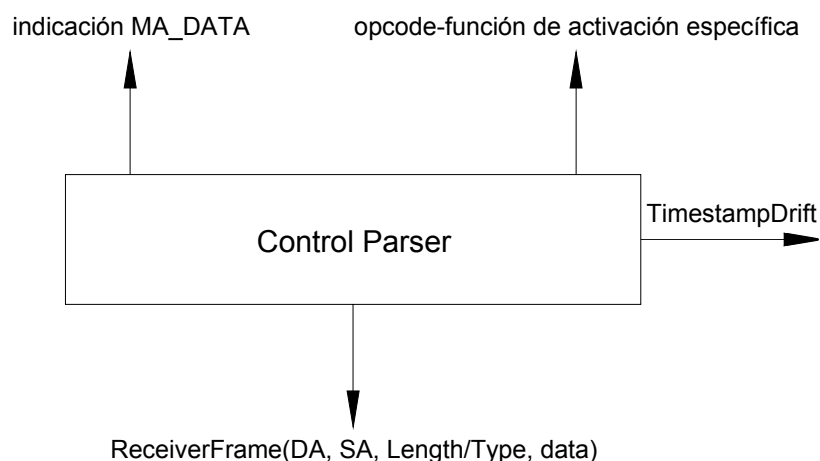 indicación MA_DATA
opcode-función de activación específica
TimestampDrift
Control Parser
ReceiverFrame(DA, SA, Length/Type, data)